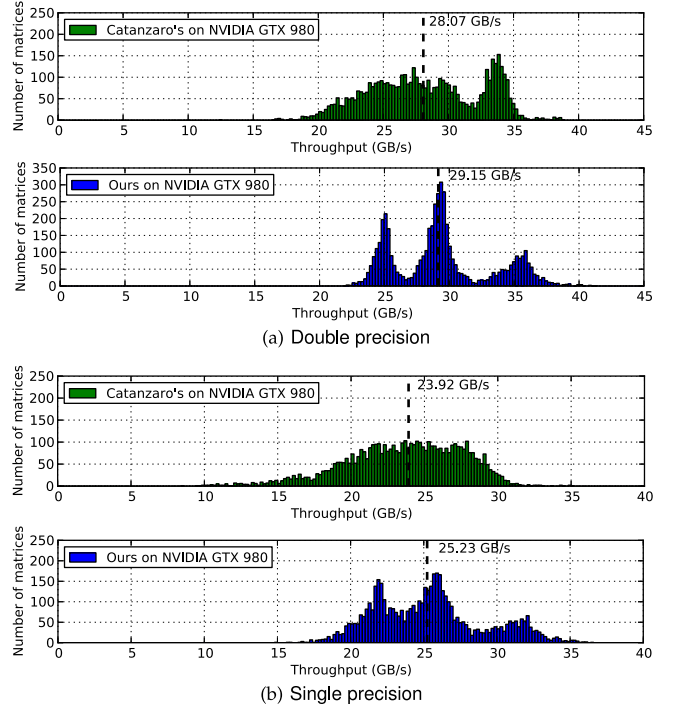 250
200
150
100
50
0
Number of matrices
Catanzaro's on NVIDIA GTX 980
28.07 GB/s
0 5 10 15 20 25 30 35 40 45
Throughput (GB/s)
350
300
250
200
150
100
50
0
Number of matrices
Ours on NVIDIA GTX 980
29.15 GB/s
0 5 10 15 20 25 30 35 40 45
Throughput (GB/s)
(a) Double precision
250
200
150
100
50
0
Number of matrices
Catanzaro's on NVIDIA GTX 980
23.92 GB/s
0 5 10 15 20 25 30 35 40
Throughput (GB/s)
250
200
150
100
50
0
Number of matrices
Ours on NVIDIA GTX 980
25.23 GB/s
0 5 10 15 20 25 30 35 40
Throughput (GB/s)
(b) Single precision